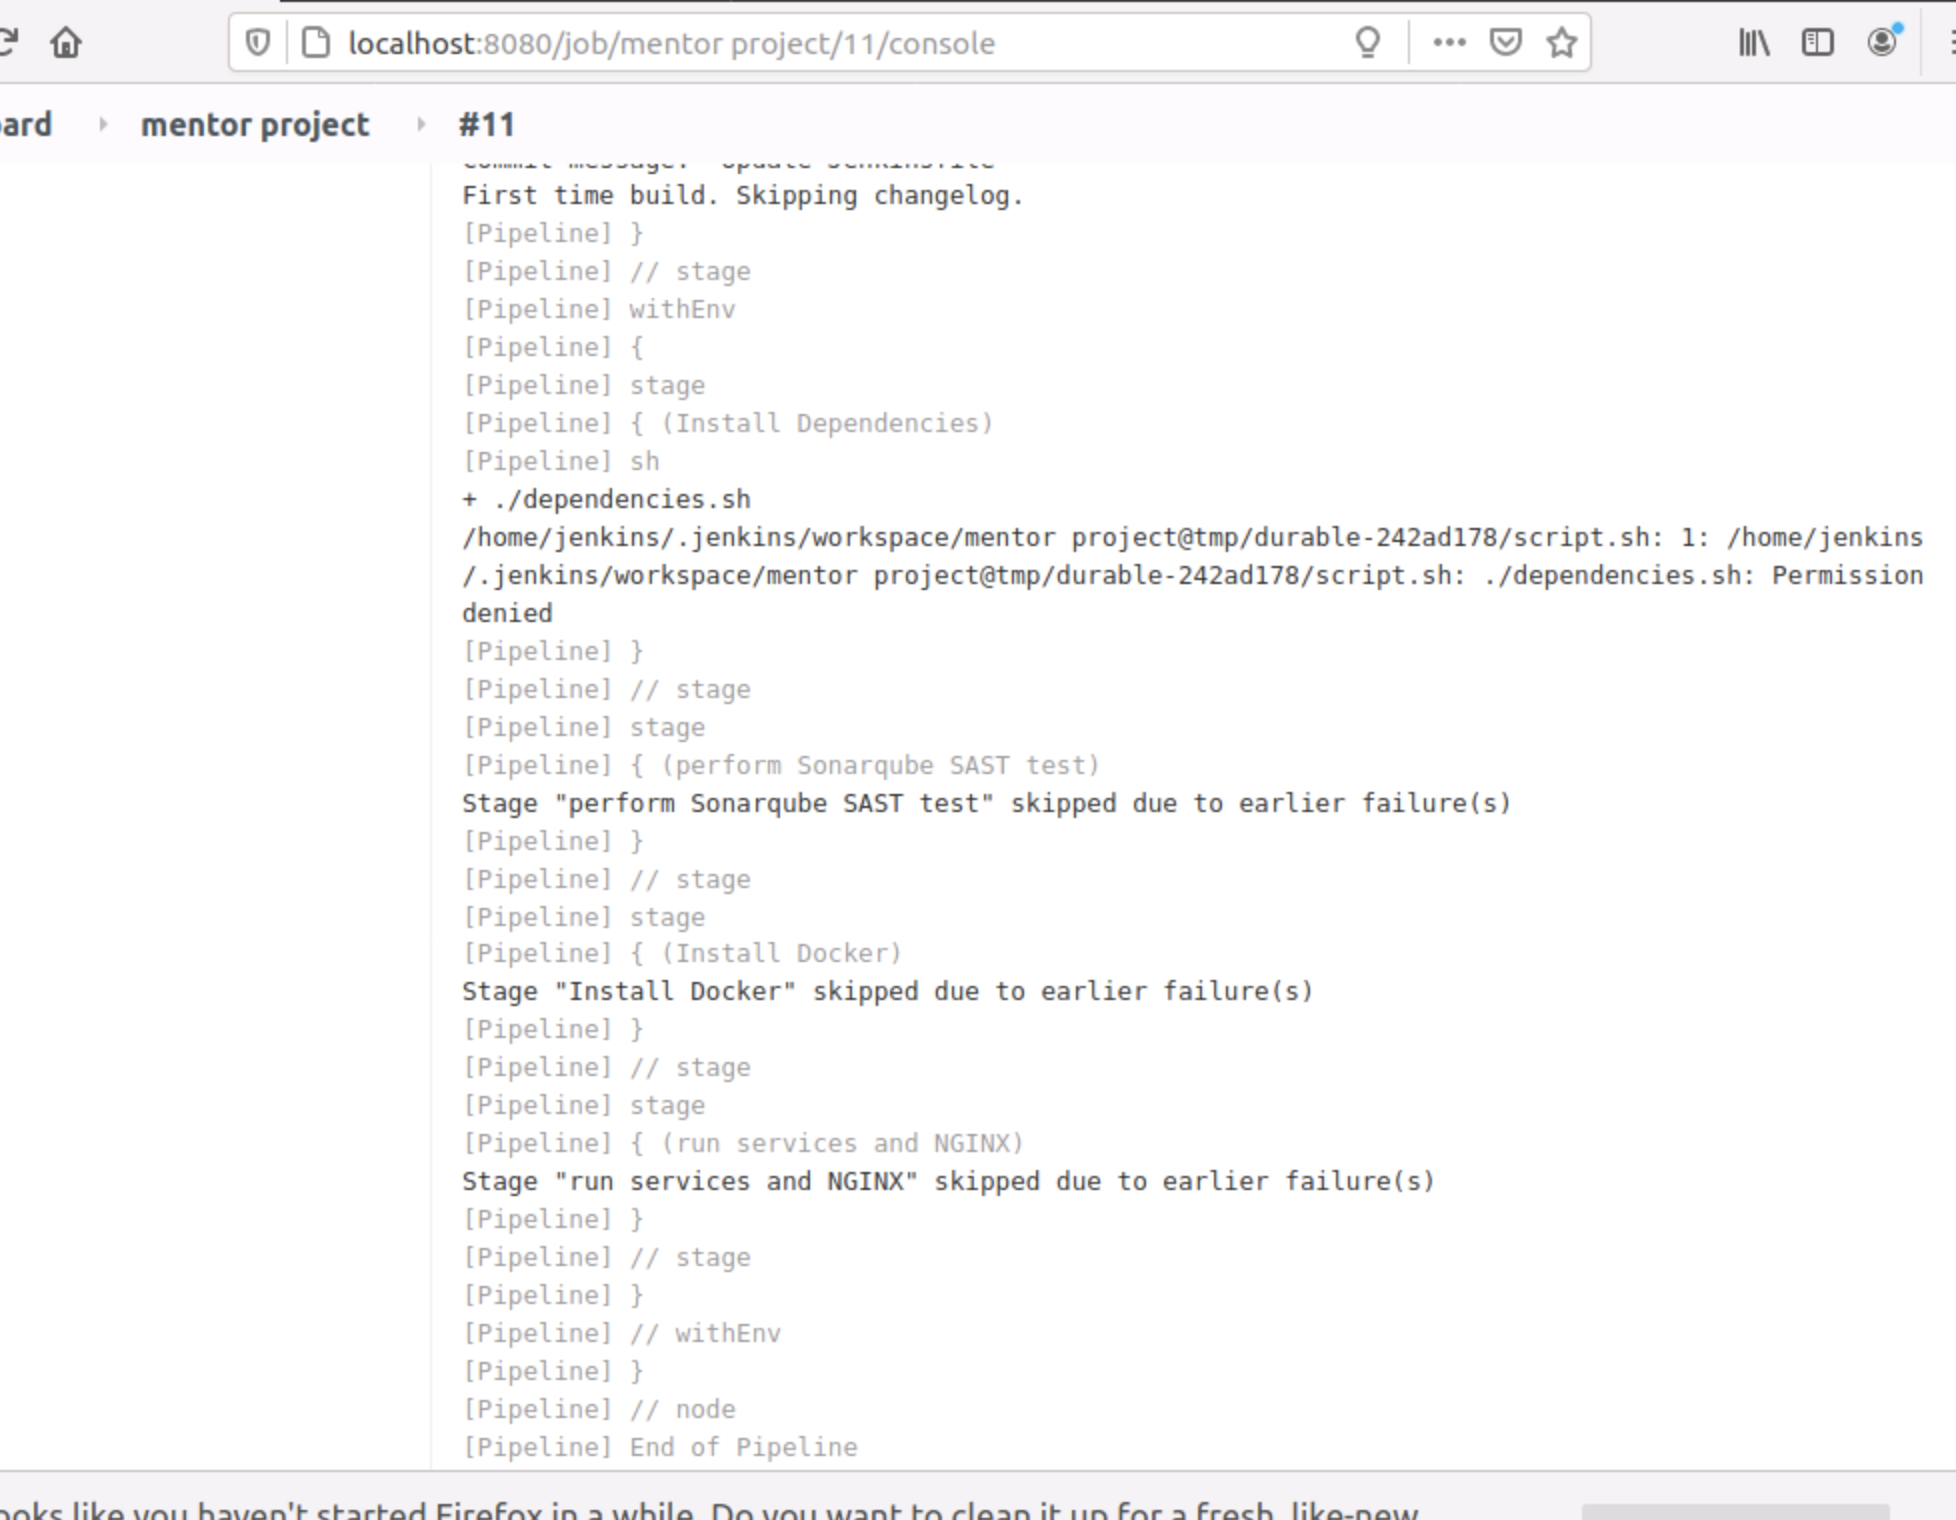 localhost:8080/job/mentor project/11/console
ard mentor project #11
First time build. Skipping changelog.
[Pipeline] }
[Pipeline] // stage
[Pipeline] withEnv
[Pipeline] {
[Pipeline] stage
[Pipeline] { (Install Dependencies)
[Pipeline] sh
+ ./dependencies.sh
/home/jenkins/.jenkins/workspace/mentor project@tmp/durable-242ad178/script.sh: 1: /home/jenkins
/.jenkins/workspace/mentor project@tmp/durable-242ad178/script.sh: ./dependencies.sh: Permission
denied
[Pipeline] }
[Pipeline] // stage
[Pipeline] stage
[Pipeline] { (perform Sonarqube SAST test)
Stage "perform Sonarqube SAST test" skipped due to earlier failure(s)
[Pipeline] }
[Pipeline] // stage
[Pipeline] stage
[Pipeline] { (Install Docker)
Stage "Install Docker" skipped due to earlier failure(s)
[Pipeline] }
[Pipeline] // stage
[Pipeline] stage
[Pipeline] { (run services and NGINX)
Stage "run services and NGINX" skipped due to earlier failure(s)
[Pipeline] }
[Pipeline] // stage
[Pipeline] }
[Pipeline] // withEnv
[Pipeline] }
[Pipeline] // node
[Pipeline] End of Pipeline
ooks like you haven't started Firefox in a while. Do you want to clean it up for a fresh, like-new